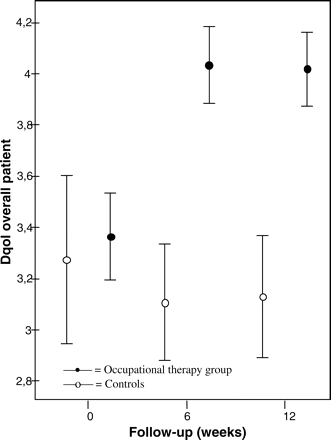 4,2
4
3,8
3,6
3,4
3,2
3
2,8
Dqol overall patient
= Occupational therapy group
= Controls
0 6 12
Follow-up (weeks)